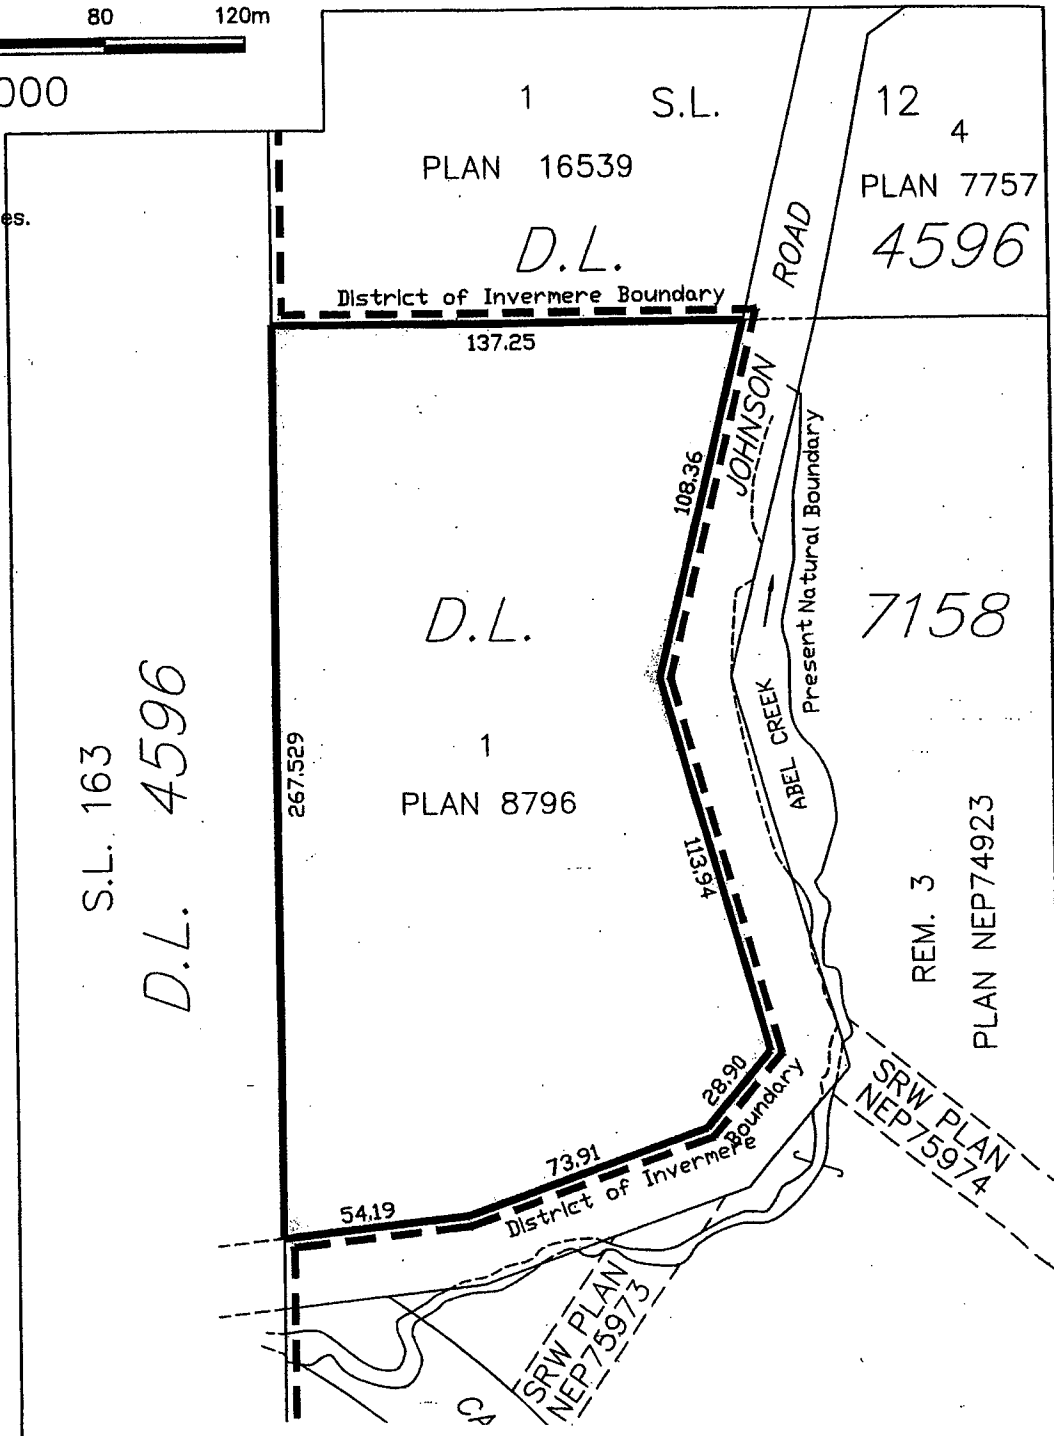 80 120m
000
es.
1 S.L. 12
4
PLAN 16539
PLAN 7757
D.L. 4596
ROAD
District of Invermere Boundary
137.25
JOHNSON
108.36
Present Natural Boundary
D.L. 7158
ABEL CREEK
1
PLAN 8796
267.529
S.L. 163
D.L. 4596
113.94
REM. 3
PLAN NEP74923
28.90
SRW PLAN
NEP75974
73.91
54.19
District of Invermere Boundary
SRW PLAN
NEP75973